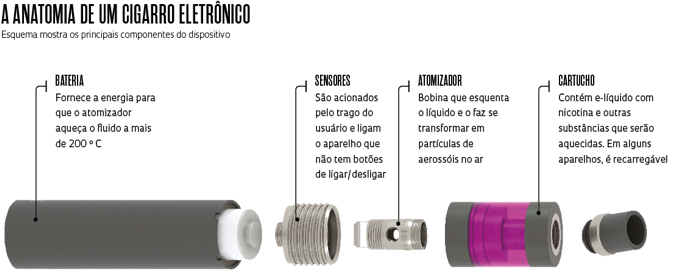 A ANATOMIA DE UM CIGARRO ELETRÔNICO
Esquema mostra os principais componentes do dispositivo
BATERIA
Fornece a energia para
que o atomizador
aqueça o fluido a mais
de 200 º C
SENSORES
São acionados
pelo trago do
usuário e ligam
o aparelho que
não tem botões
de ligar/desligar
ATOMIZADOR
Bobina que esquenta
o líquido e o faz se
transformar em
partículas de
aerossóis no ar
CARTUCHO
Contém e-líquido com
nicotina e outras
substâncias que serão
aquecidas. Em alguns
aparelhos, é recarregável